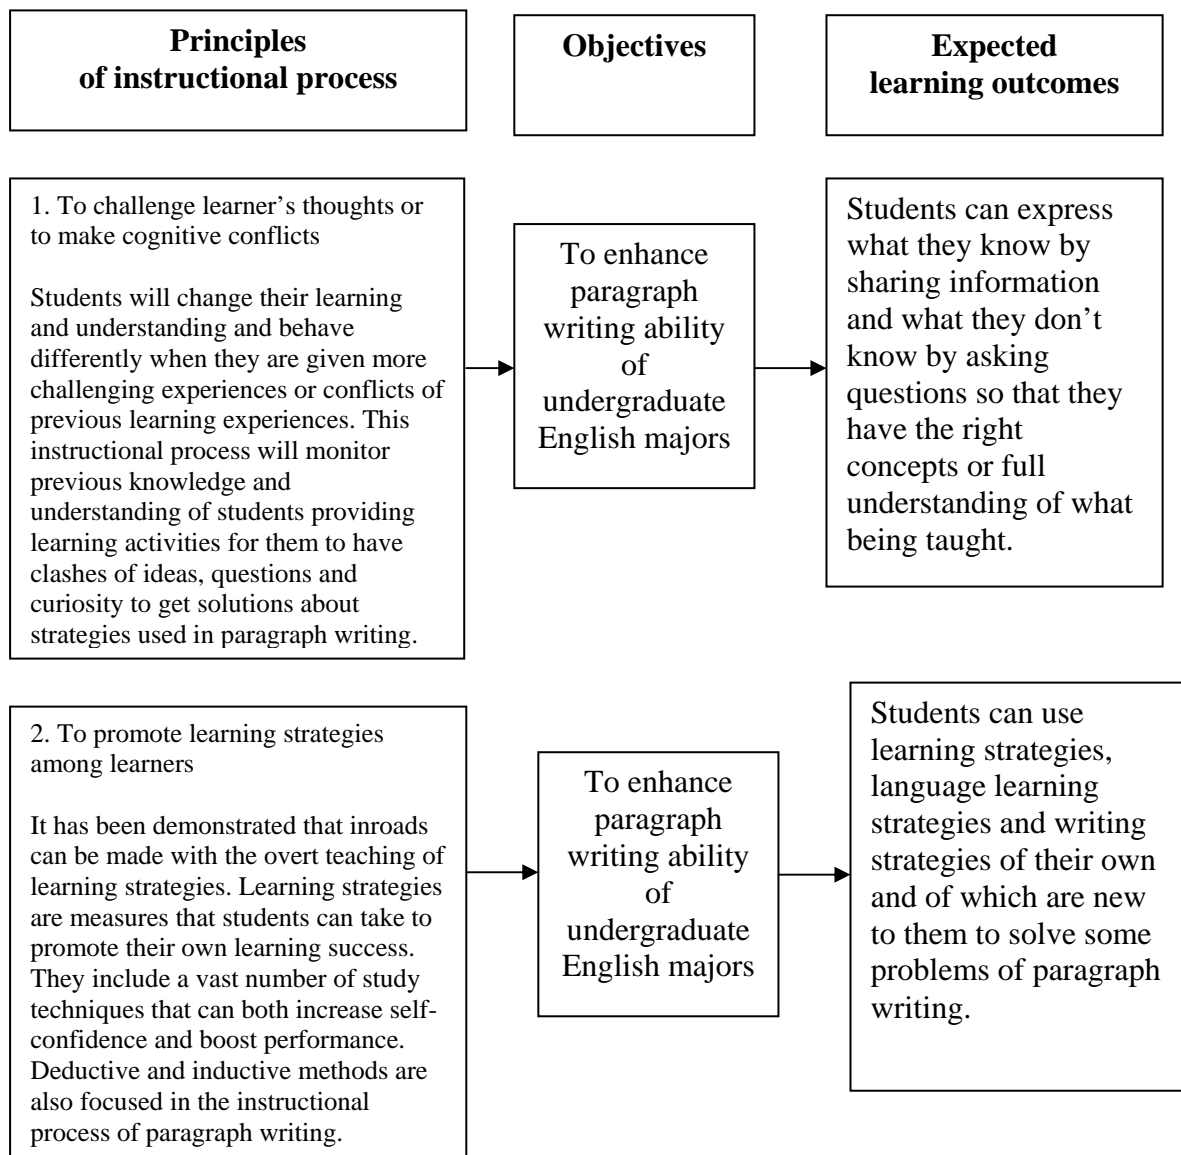 Principles
of instructional process
Objectives
Expected
learning outcomes
1. To challenge learner’s thoughts or
to make cognitive conflicts
Students will change their learning
and understanding and behave
differently when they are given more
challenging experiences or conflicts of
previous learning experiences. This
instructional process will monitor
previous knowledge and
understanding of students providing
learning activities for them to have
clashes of ideas, questions and
curiosity to get solutions about
strategies used in paragraph writing.
To enhance
paragraph
writing ability
of
undergraduate
English majors
Students can express
what they know by
sharing information
and what they don’t
know by asking
questions so that they
have the right
concepts or full
understanding of what
being taught.
2. To promote learning strategies
among learners
It has been demonstrated that inroads
can be made with the overt teaching of
learning strategies. Learning strategies
are measures that students can take to
promote their own learning success.
They include a vast number of study
techniques that can both increase self-
confidence and boost performance.
Deductive and inductive methods are
also focused in the instructional
process of paragraph writing.
To enhance
paragraph
writing ability
of
undergraduate
English majors
Students can use
learning strategies,
language learning
strategies and writing
strategies of their own
and of which are new
to them to solve some
problems of paragraph
writing.